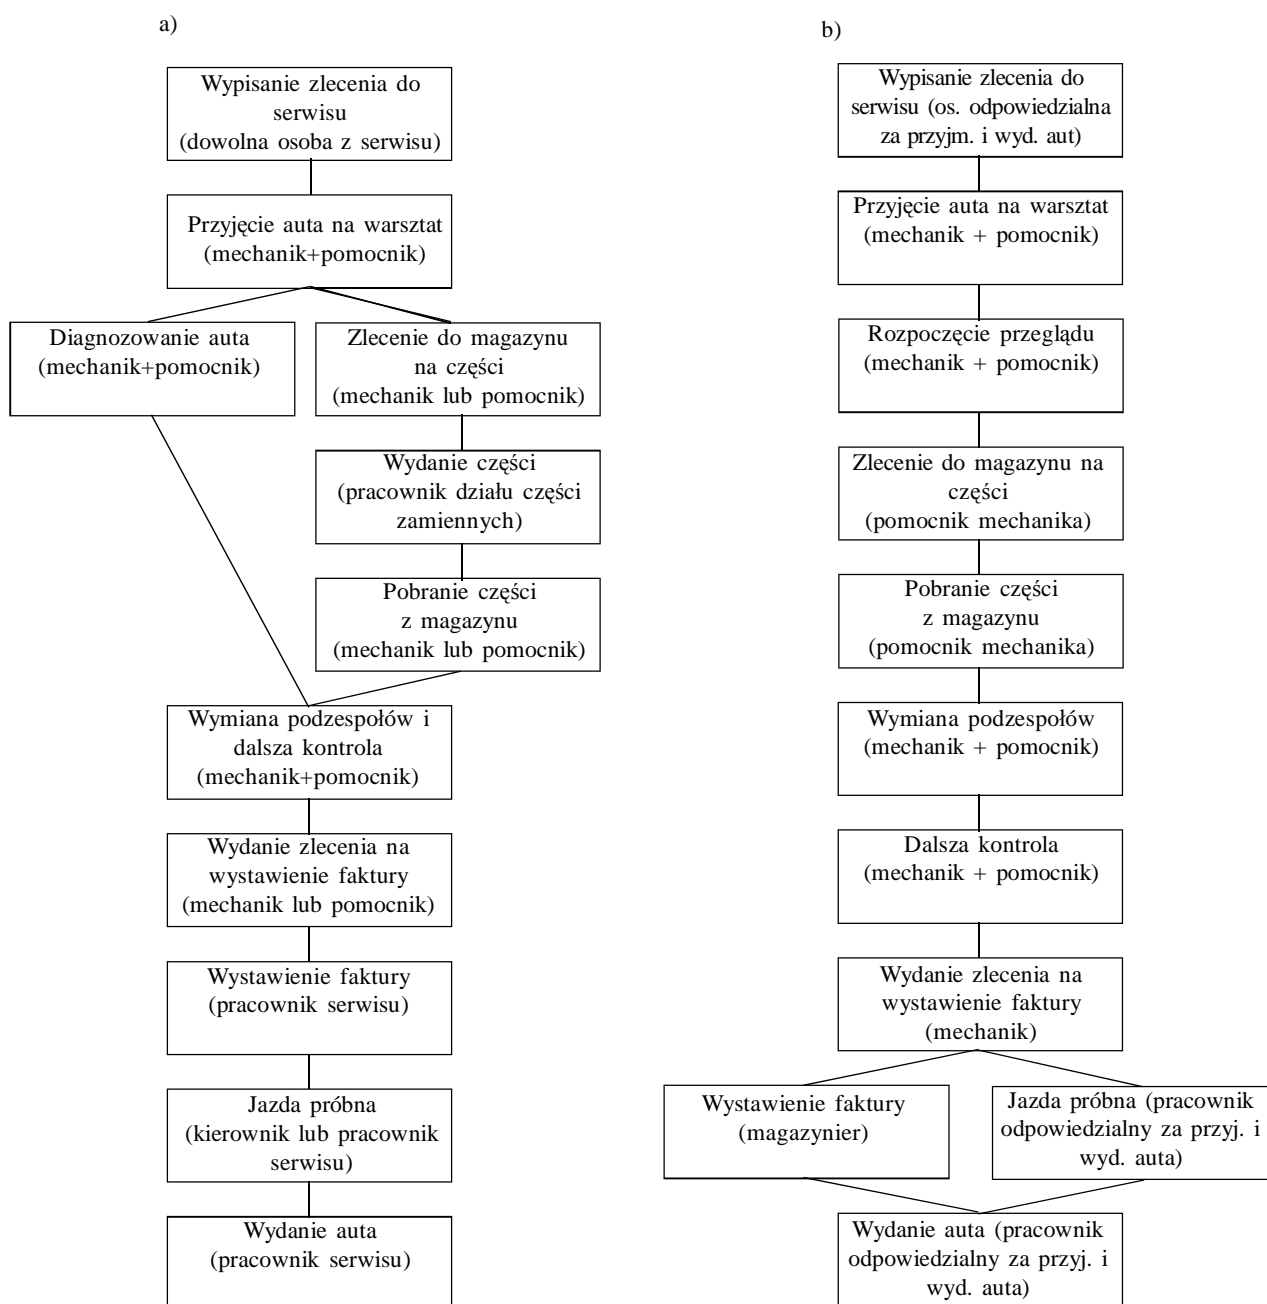 a)
Wypisanie zlecenia do
serwisu
(dowolna osoba z serwisu)
Przyjęcie auta na warsztat
(mechanik+pomocnik)
Diagnozowanie auta
(mechanik+pomocnik)
Zlecenie do magazynu
na części
(mechanik lub pomocnik)
Wydanie części
(pracownik działu części
zamiennych)
Pobranie części
z magazynu
(mechanik lub pomocnik)
Wymiana podzespołów i
dalsza kontrola
(mechanik+pomocnik)
Wydanie zlecenia na
wystawienie faktury
(mechanik lub pomocnik)
Wystawienie faktury
(pracownik serwisu)
Jazda próbna
(kierownik lub pracownik
serwisu)
Wydanie auta
(pracownik serwisu)
b)
Wypisanie zlecenia do
serwisu (os. odpowiedzialna
za przyjm. i wyd. aut)
Przyjęcie auta na warsztat
(mechanik + pomocnik)
Rozpoczęcie przeglądu
(mechanik + pomocnik)
Zlecenie do magazynu na
części
(pomocnik mechanika)
Pobranie części
z magazynu
(pomocnik mechanika)
Wymiana podzespołów
(mechanik + pomocnik)
Dalsza kontrola
(mechanik + pomocnik)
Wydanie zlecenia na
wystawienie faktury
(mechanik)
Wystawienie faktury
(magazynier)
Jazda próbna (pracownik
odpowiedzialny za przyj. i
wyd. auta)
Wydanie auta (pracownik
odpowiedzialny za przyj. i
wyd. auta)